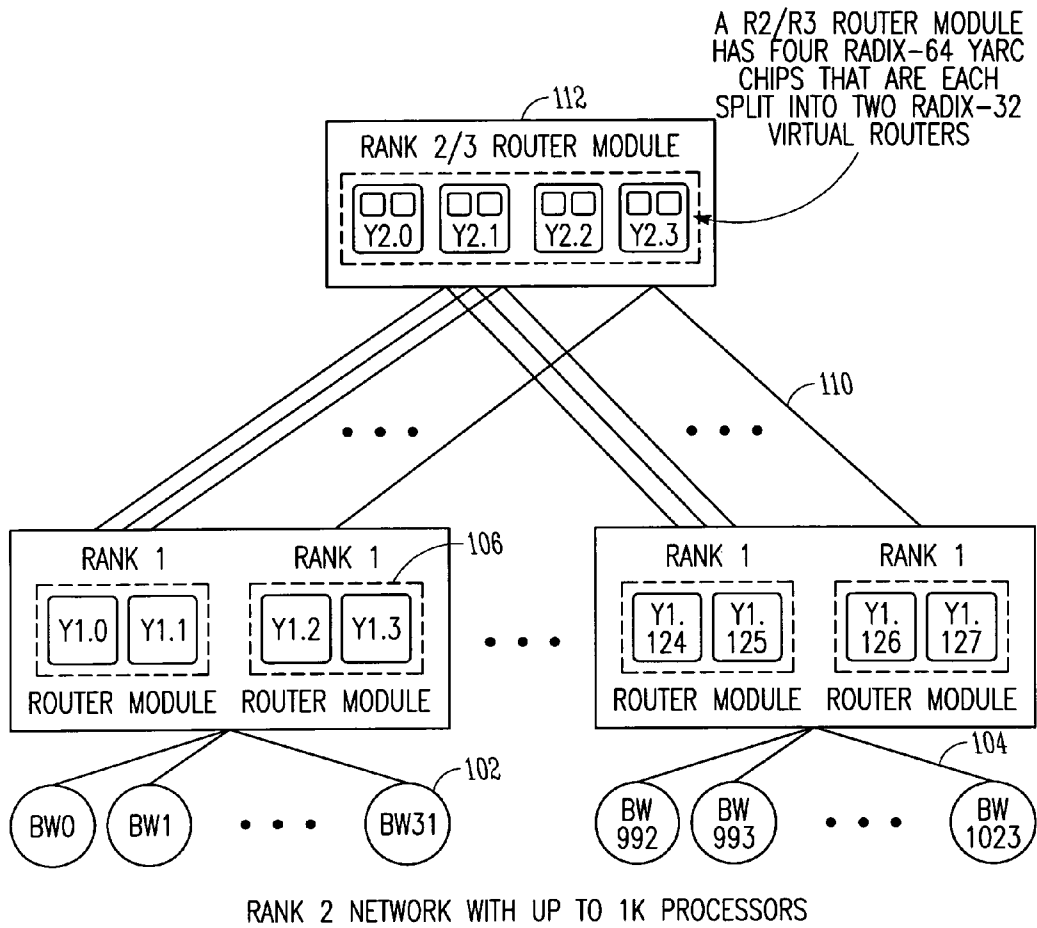 A R2/R3 ROUTER MODULE
HAS FOUR RADIX-64 YARC
CHIPS THAT ARE EACH
SPLIT INTO TWO RADIX-32
VIRTUAL ROUTERS
112
RANK 2/3 ROUTER MODULE
Y2.0 Y2.1 Y2.2 Y2.3
110
RANK 1 RANK 1 106 RANK 1 RANK 1
Y1.0 Y1.1 Y1.2 Y1.3 Y1.124 Y1.125 Y1.126 Y1.127
ROUTER MODULE ROUTER MODULE ROUTER MODULE ROUTER MODULE
102 104
BW0 BW1 BW31 BW 992 BW 993 BW 1023
RANK 2 NETWORK WITH UP TO 1K PROCESSORS